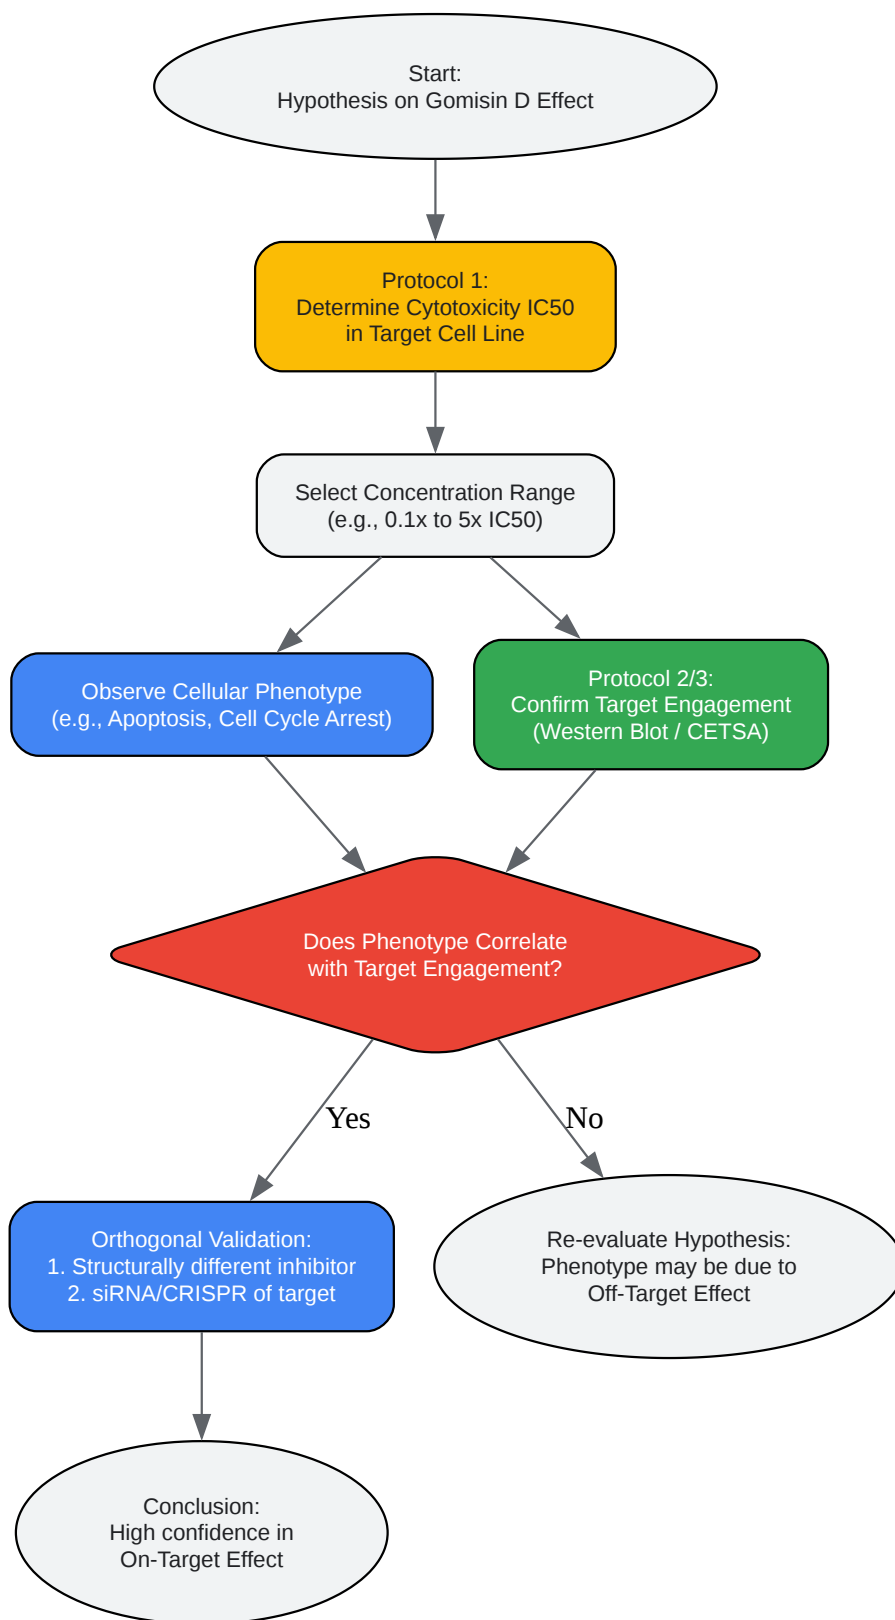 Start:
Hypothesis on Gomisin D Effect
Protocol 1:
Determine Cytotoxicity IC50
in Target Cell Line
Select Concentration Range
(e.g., 0.1x to 5x IC50)
Observe Cellular Phenotype
(e.g., Apoptosis, Cell Cycle Arrest)
Protocol 2/3:
Confirm Target Engagement
(Western Blot / CETSA)
Does Phenotype Correlate
with Target Engagement?
Yes
No
Orthogonal Validation:
1. Structurally different inhibitor
2. siRNA/CRISPR of target
Re-evaluate Hypothesis:
Phenotype may be due to
Off-Target Effect
Conclusion:
High confidence in
On-Target Effect